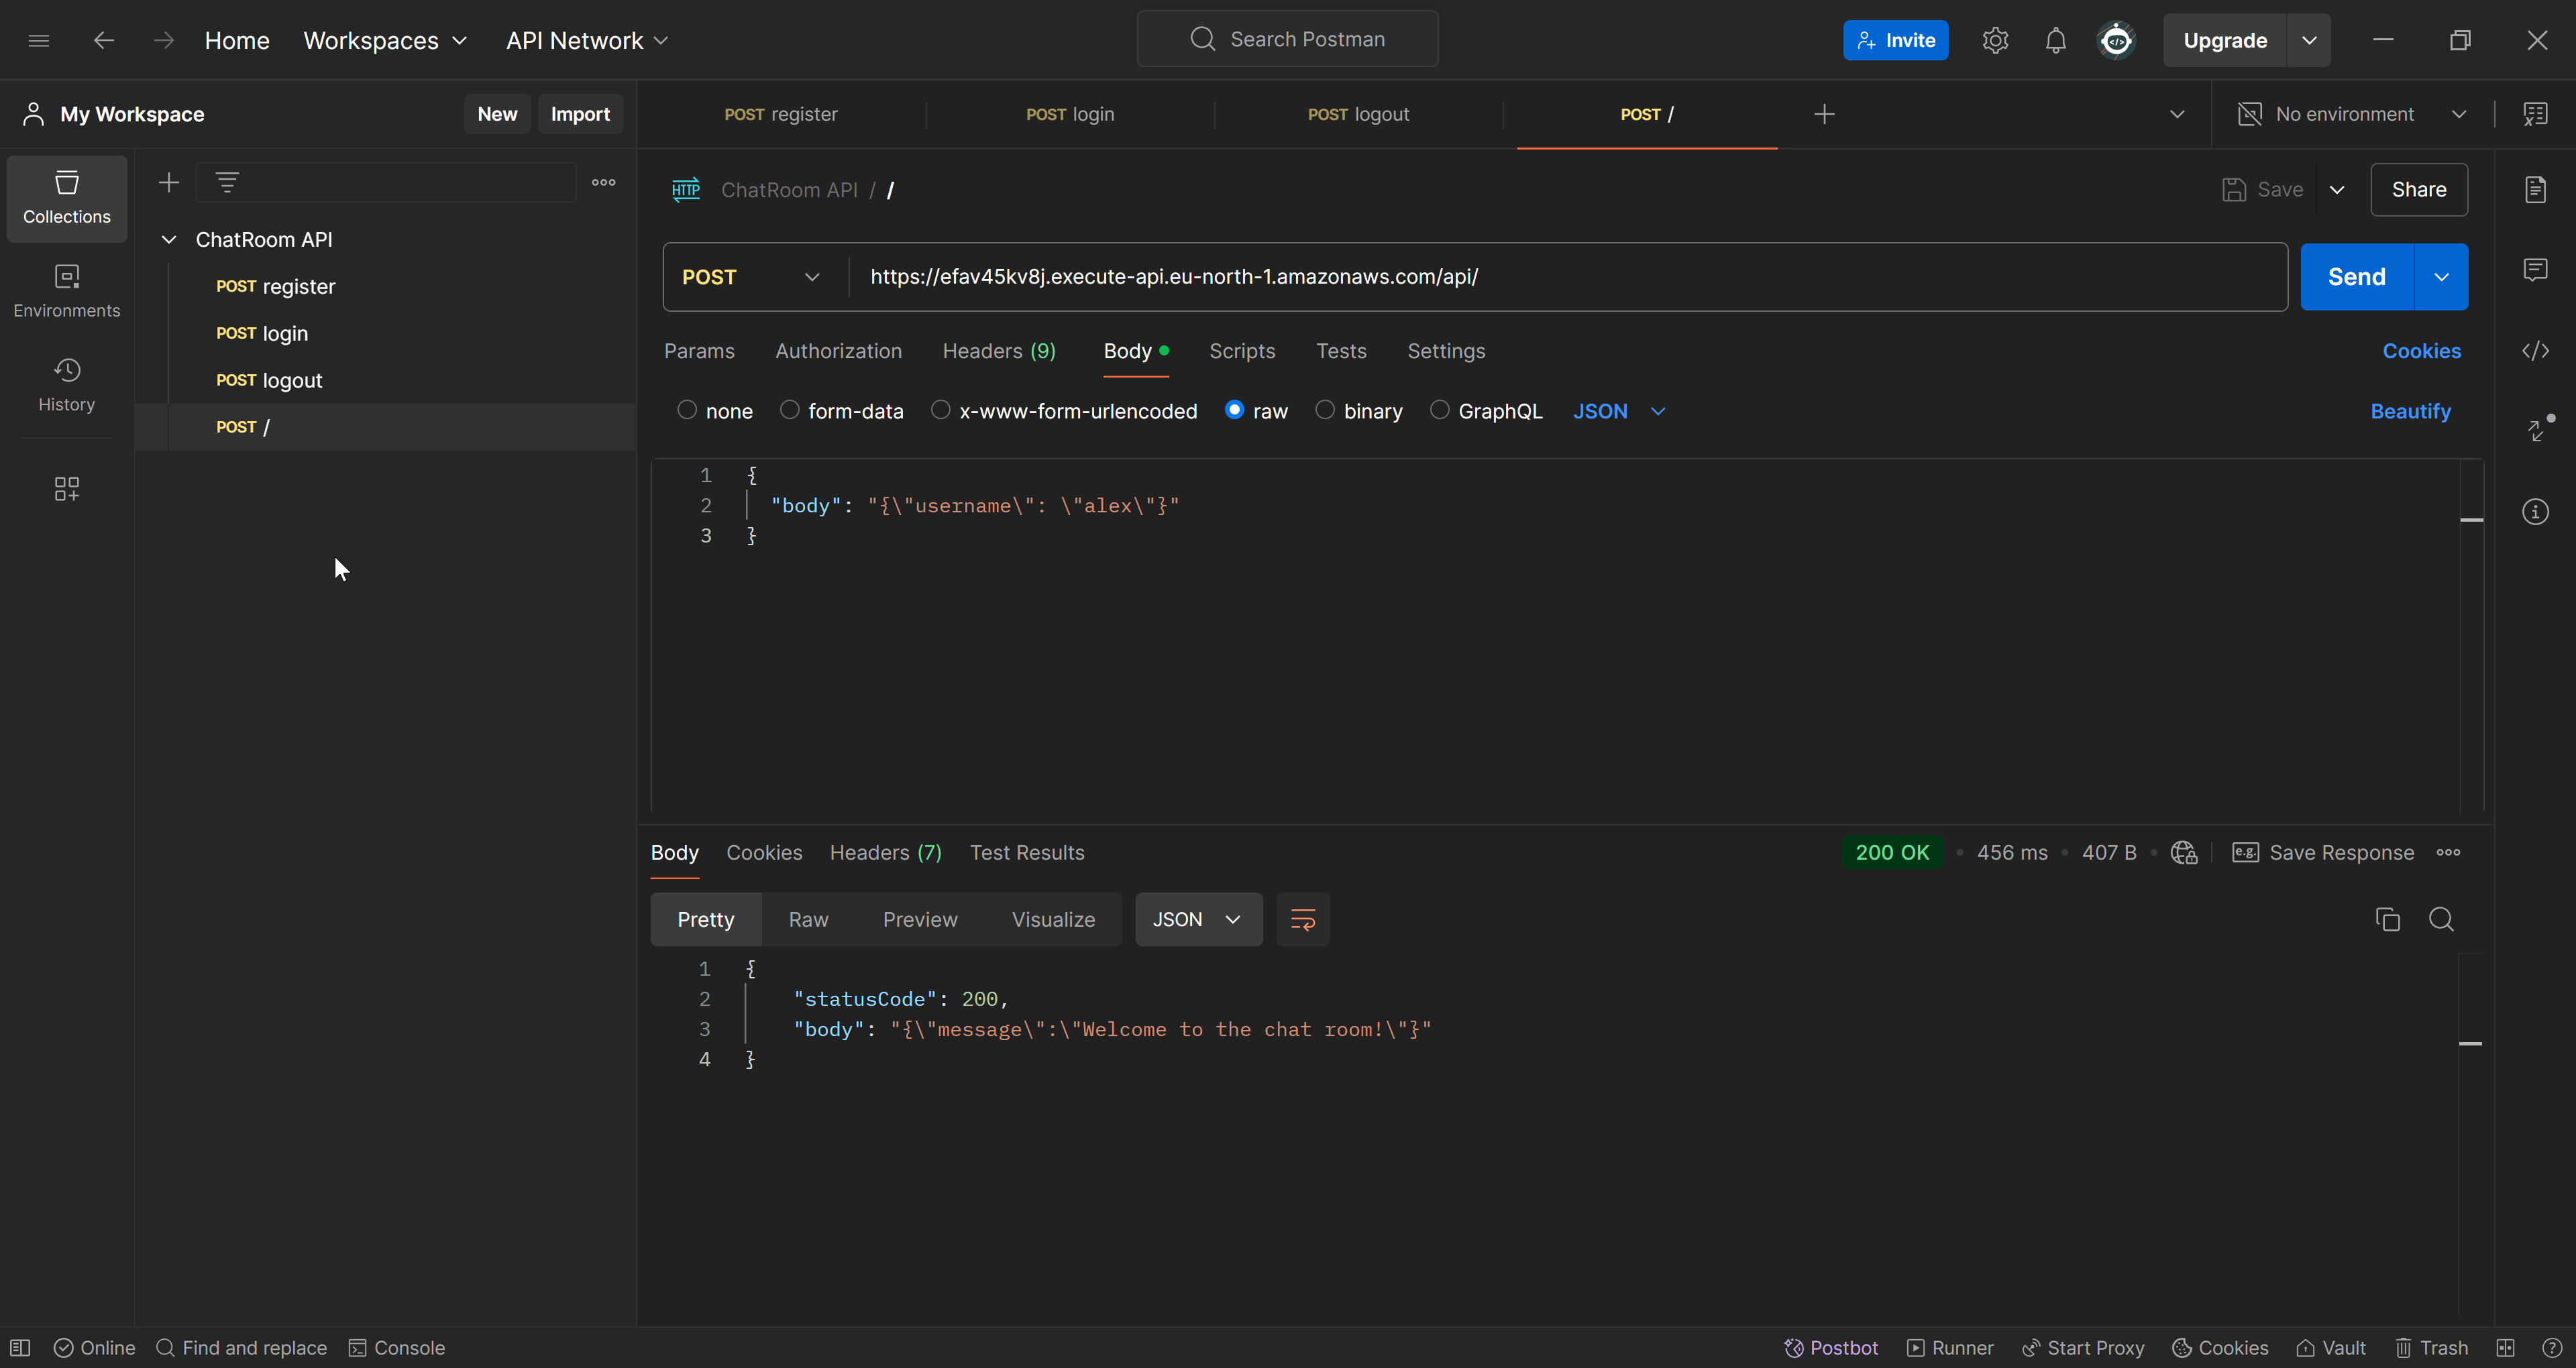 Home Workspaces API Network Search Postman Invite Upgrade
My Workspace New Import POST register POST login POST logout POST / No environment
Collections
Environments
History
ChatRoom API
POST register
POST login
POST logout
POST /
HTTP ChatRoom API / / Save Share
POST https://efav45kv8j.execute-api.eu-north-1.amazonaws.com/api/ Send
Params Authorization Headers (9) Body Scripts Tests Settings Cookies
none form-data x-www-form-urlencoded raw binary GraphQL JSON Beautify
1 {
2 "body": "{\"username\": \"alex\"}"
3 }
Body Cookies Headers (7) Test Results 200 OK 456 ms 407 B e.g. Save Response
Pretty Raw Preview Visualize JSON
1 {
2 "statusCode": 200,
3 "body": "{\"message\":\"Welcome to the chat room!\"}"
4 }
Online Find and replace Console Postbot Runner Start Proxy Cookies Vault Trash